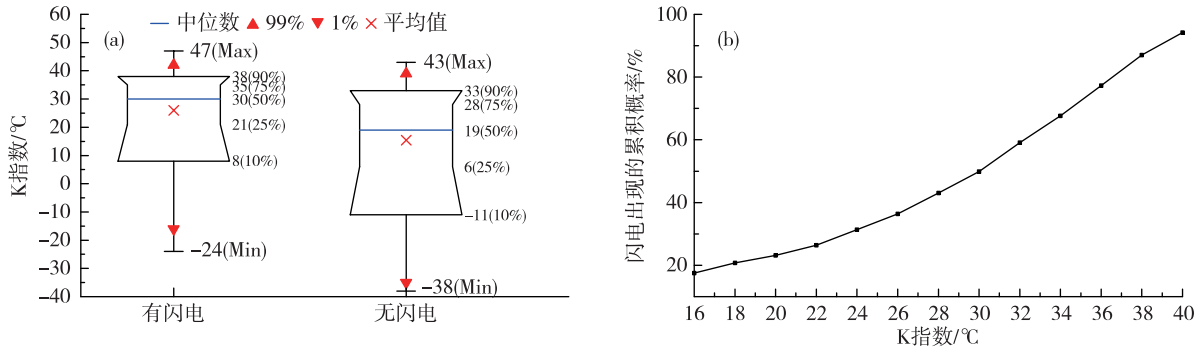 (a)
中位数 99% 1% 平均值
K指数/℃
60
50
40
30
20
10
0
−10
−20
−30
−40
47(Max)
38(90%)
35(75%)
30(50%)
21(25%)
8(10%)
−24(Min)
43(Max)
33(90%)
28(75%)
19(50%)
6(25%)
−11(10%)
−38(Min)
有闪电 无闪电
(b)
闪电出现的累积概率/%
100
80
60
40
20
16 18 20 22 24 26 28 30 32 34 36 38 40
K指数/℃